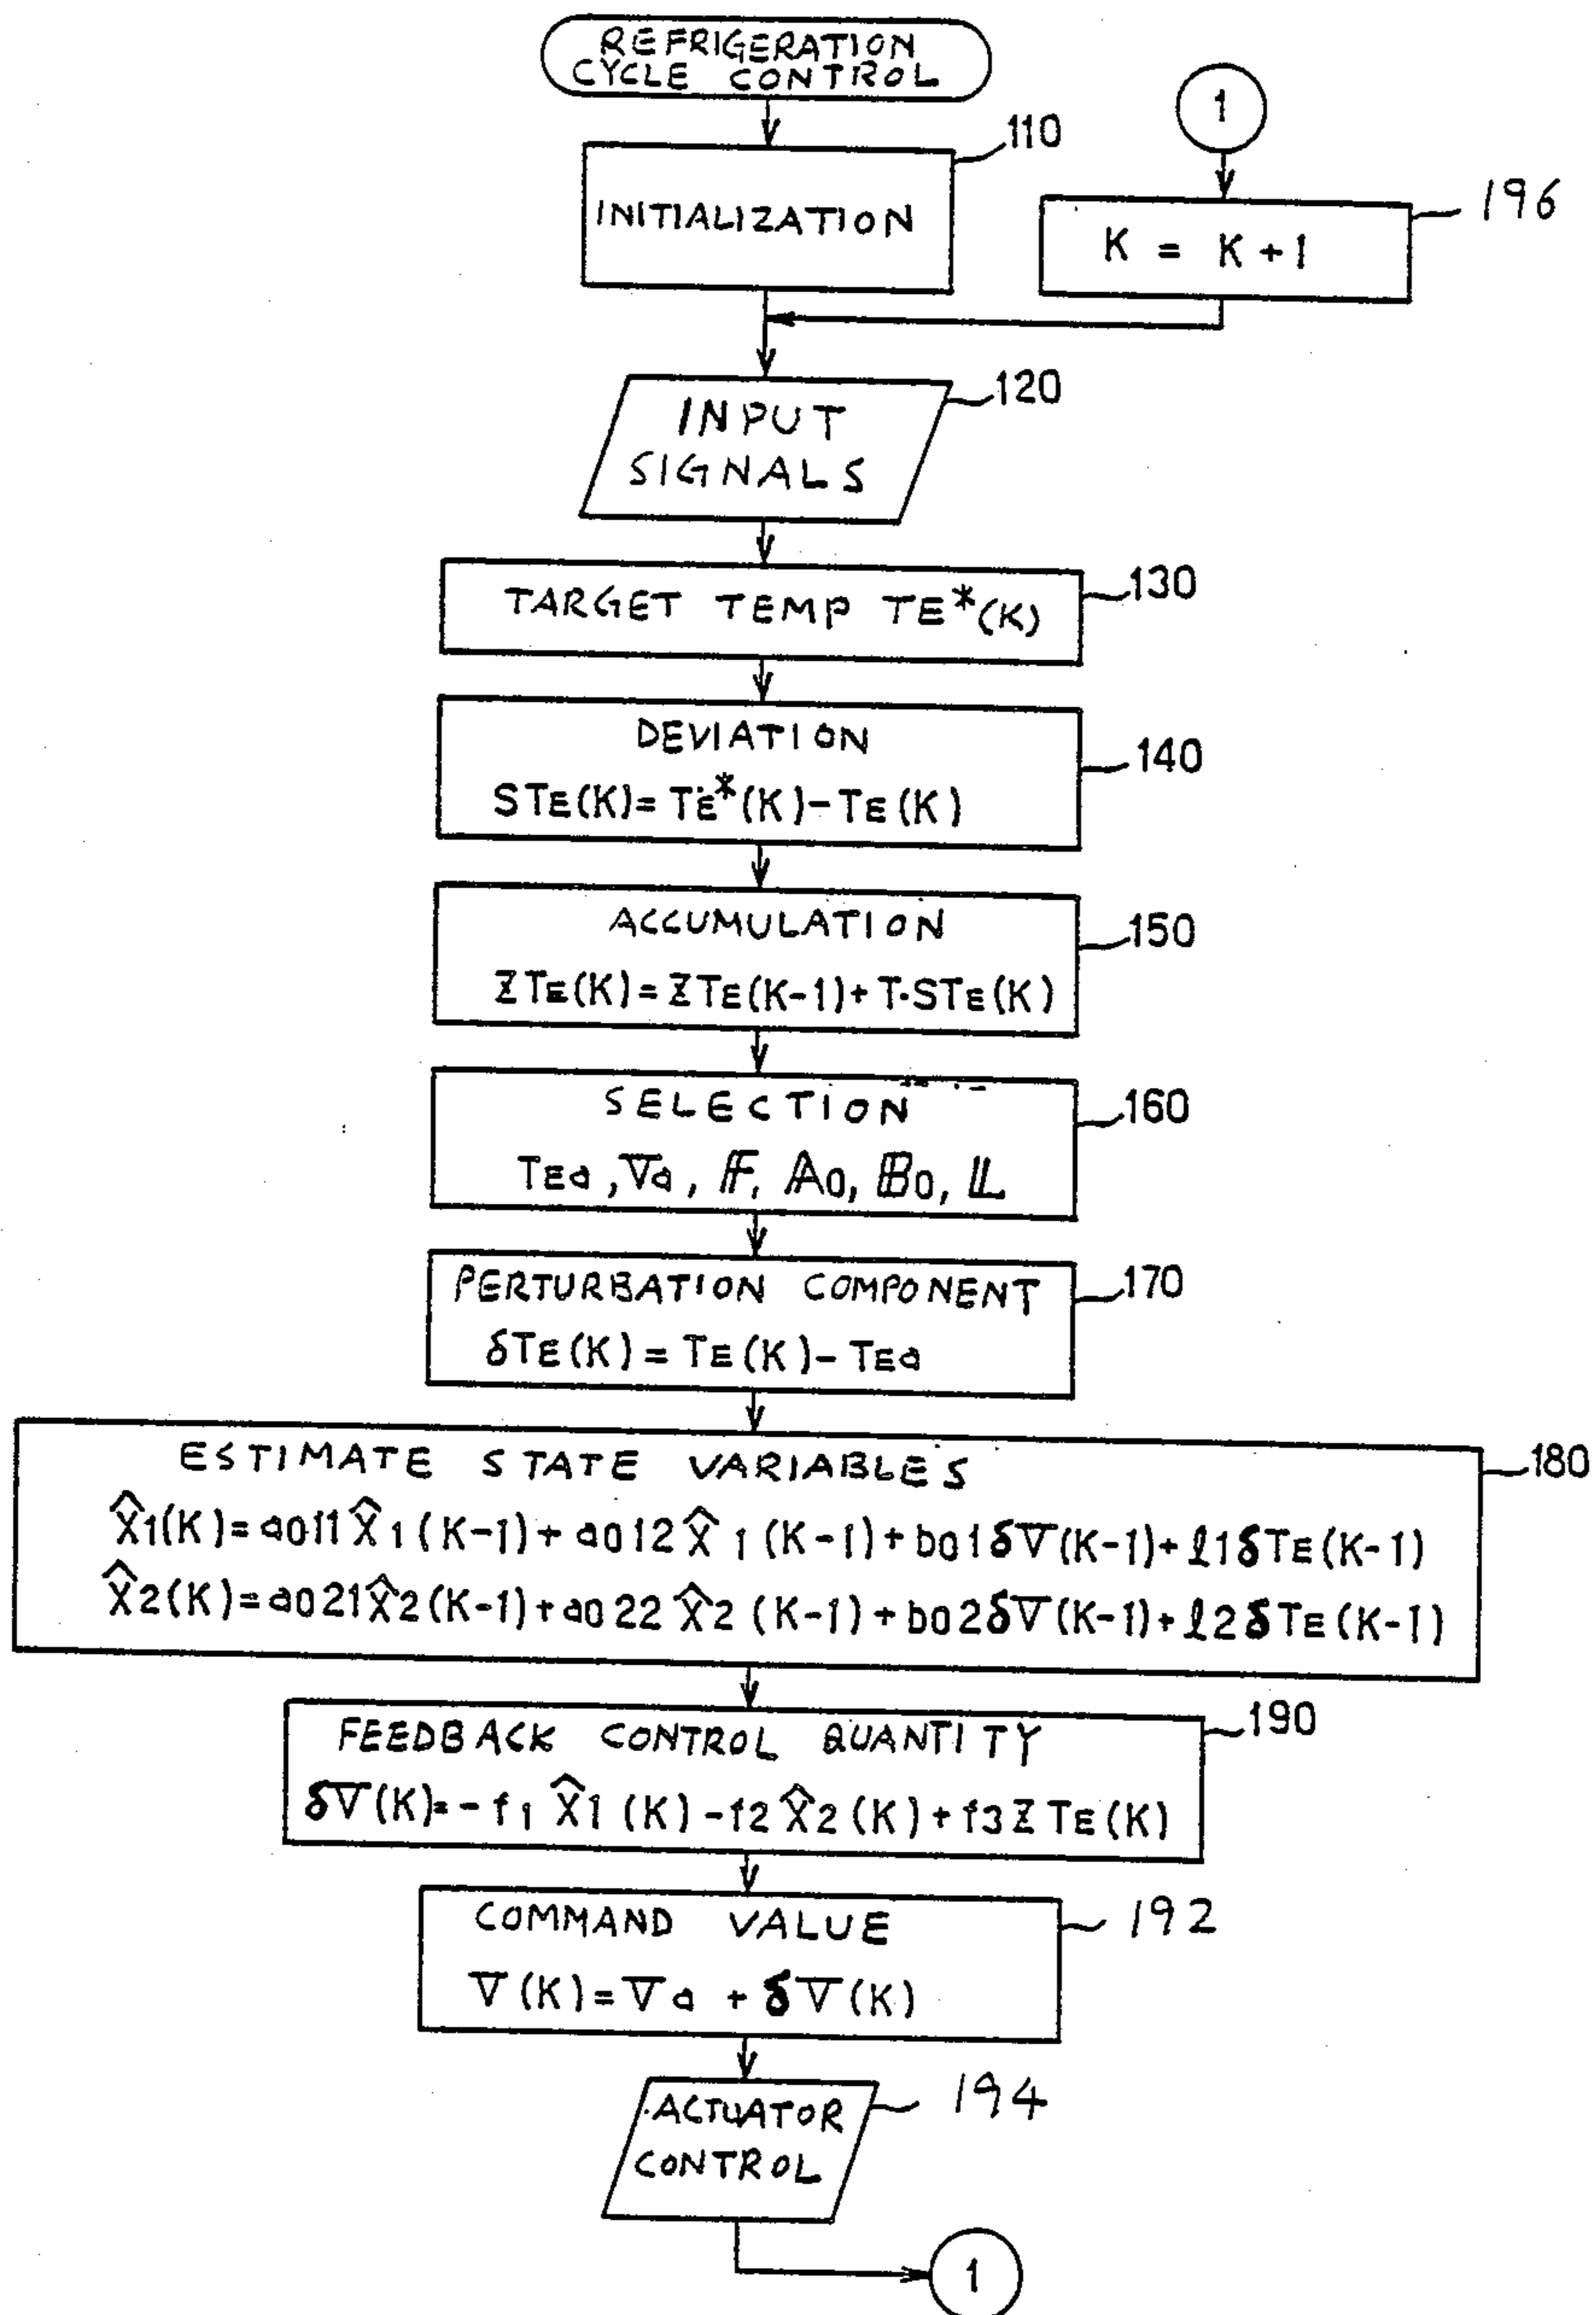 REFRIGERATION
CYCLE CONTROL
1
110
INITIALIZATION
196
K = K + 1
120
INPUT
SIGNALS
130
TARGET TEMP TE*(K)
DEVIATION
140
STE(K)=TE*(K)-TE(K)
ACCUMULATION
150
ZTE(K)=ZTE(K-1)+T·STE(K)
SELECTION
160
TEa, Va, 𝔽, 𝔸0, 𝔹0, 𝕃
PERTURBATION COMPONENT
170
δTE(K)=TE(K)-TEa
ESTIMATE STATE VARIABLES
180
X̂1(K)=a011X̂1(K-1)+a012X̂1(K-1)+b01δV(K-1)+ℓ1δTE(K-1)
X̂2(K)=a021X̂2(K-1)+a022X̂2(K-1)+b02δV(K-1)+ℓ2δTE(K-1)
FEEDBACK CONTROL QUANTITY
190
δV(K)=-f1X̂1(K)-f2X̂2(K)+f3ZTE(K)
COMMAND VALUE
192
V(K)=Va+δV(K)
194
ACTUATOR
CONTROL
1